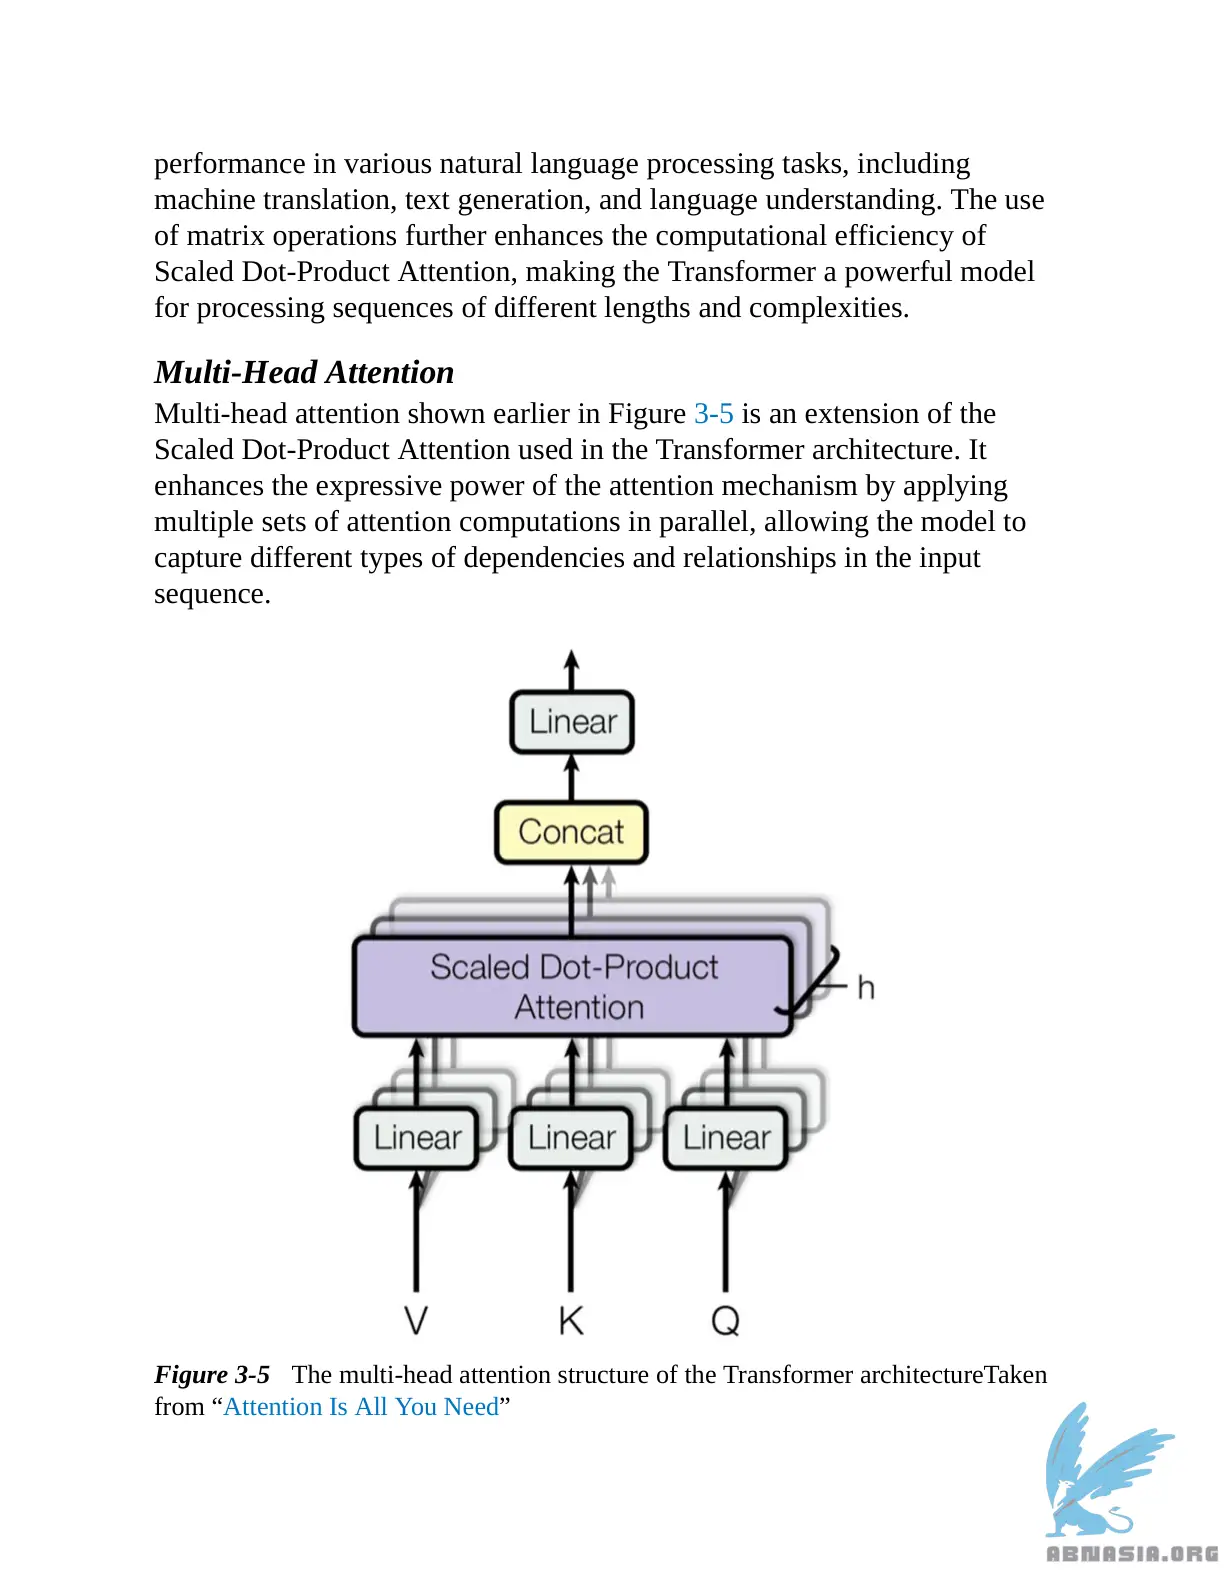 performance in various natural language processing tasks, including
machine translation, text generation, and language understanding. The use
of matrix operations further enhances the computational efficiency of
Scaled Dot-Product Attention, making the Transformer a powerful model
for processing sequences of different lengths and complexities.
Multi-Head Attention
Multi-head attention shown earlier in Figure 3-5 is an extension of the
Scaled Dot-Product Attention used in the Transformer architecture. It
enhances the expressive power of the attention mechanism by applying
multiple sets of attention computations in parallel, allowing the model to
capture different types of dependencies and relationships in the input
sequence.
Linear
Concat
Scaled Dot-Product
Attention
h
Linear Linear Linear
V K Q
Figure 3-5 The multi-head attention structure of the Transformer architectureTaken
from “Attention Is All You Need”
ABNASIA.ORG